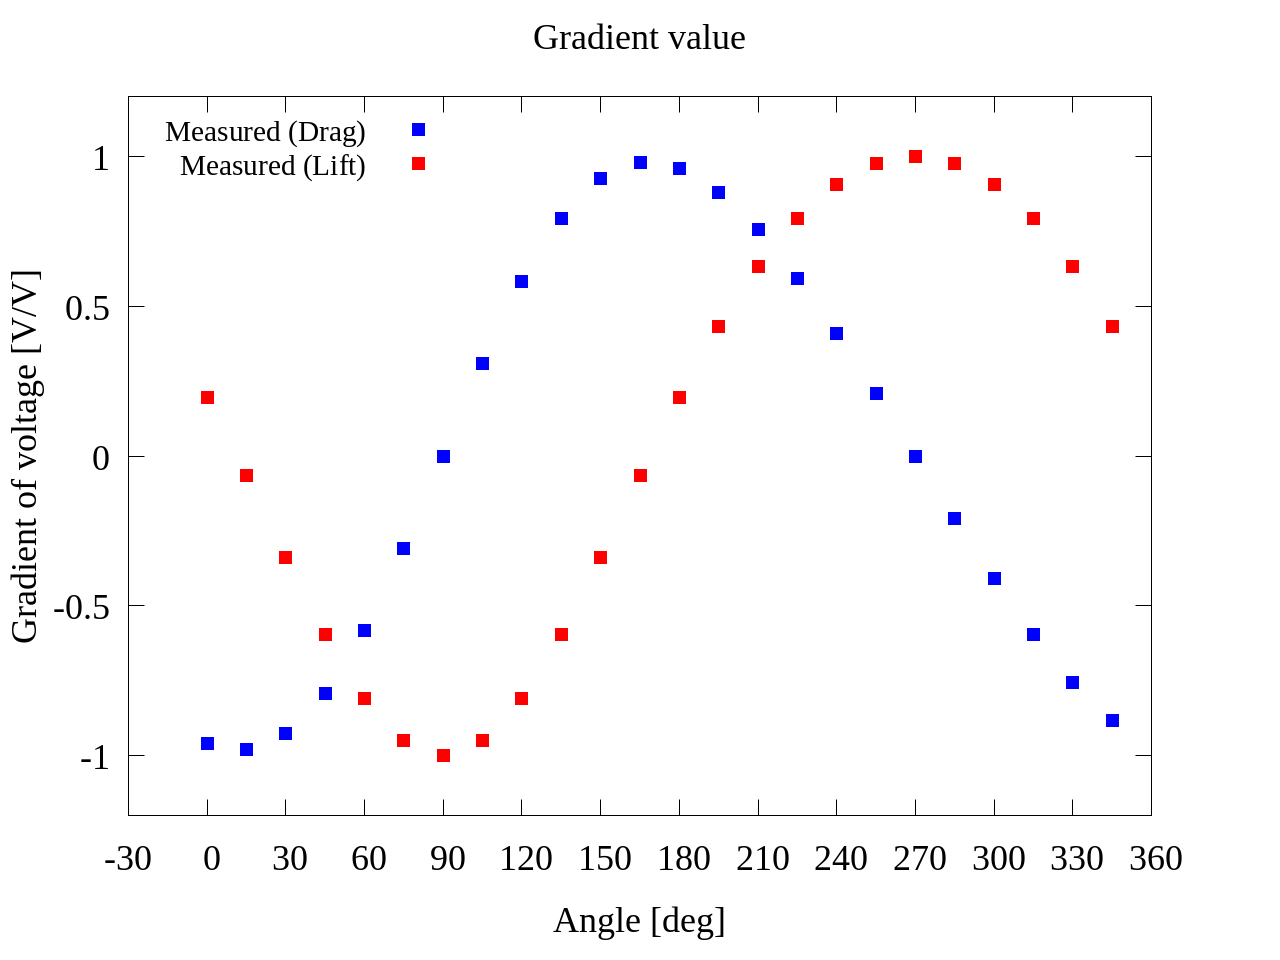 Gradient value
Measured (Drag)
Measured (Lift)
Gradient of voltage [V/V]
1
0.5
0
-0.5
-1
-30 0 30 60 90 120 150 180 210 240 270 300 330 360
Angle [deg]